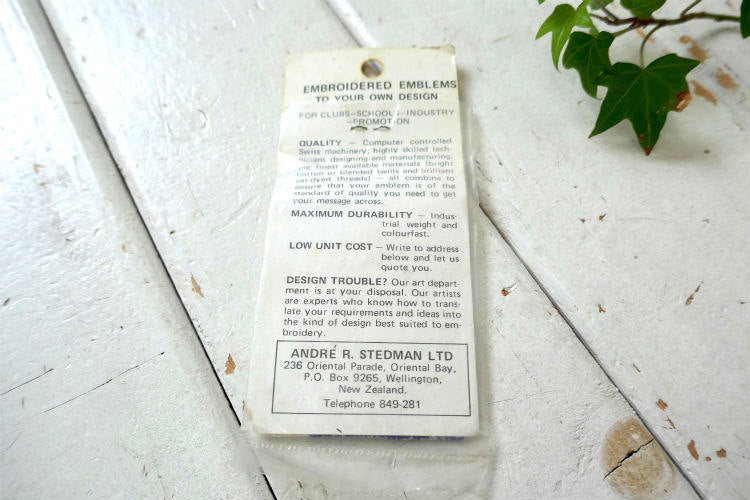 EMBROIDERED EMBLEMS
TO YOUR OWN DESIGN
FOR CLUBS–SCHOOLS–INDUSTRY
–PROMOTION
QUALITY – Computer controlled
Swiss machinery; highly skilled tech-
nicians designing and manufacturing;
the finest available materials (bright
cotton or blended twills and brilliant
vat-dyed threads) – all combine to
ensure that your emblem is of the
standard of quality you need to get
your message across.
MAXIMUM DURABILITY – Indus-
trial weight and
colourfast.
LOW UNIT COST – Write to address
below and let us
quote you.
DESIGN TROUBLE? Our art depart-
ment is at your disposal. Our artists
are experts who know how to trans-
late your requirements and ideas into
the kind of design best suited to em-
broidery.
ANDRÉ R. STEDMAN LTD
236 Oriental Parade, Oriental Bay,
P.O. Box 9265, Wellington,
New Zealand.
Telephone 849-281